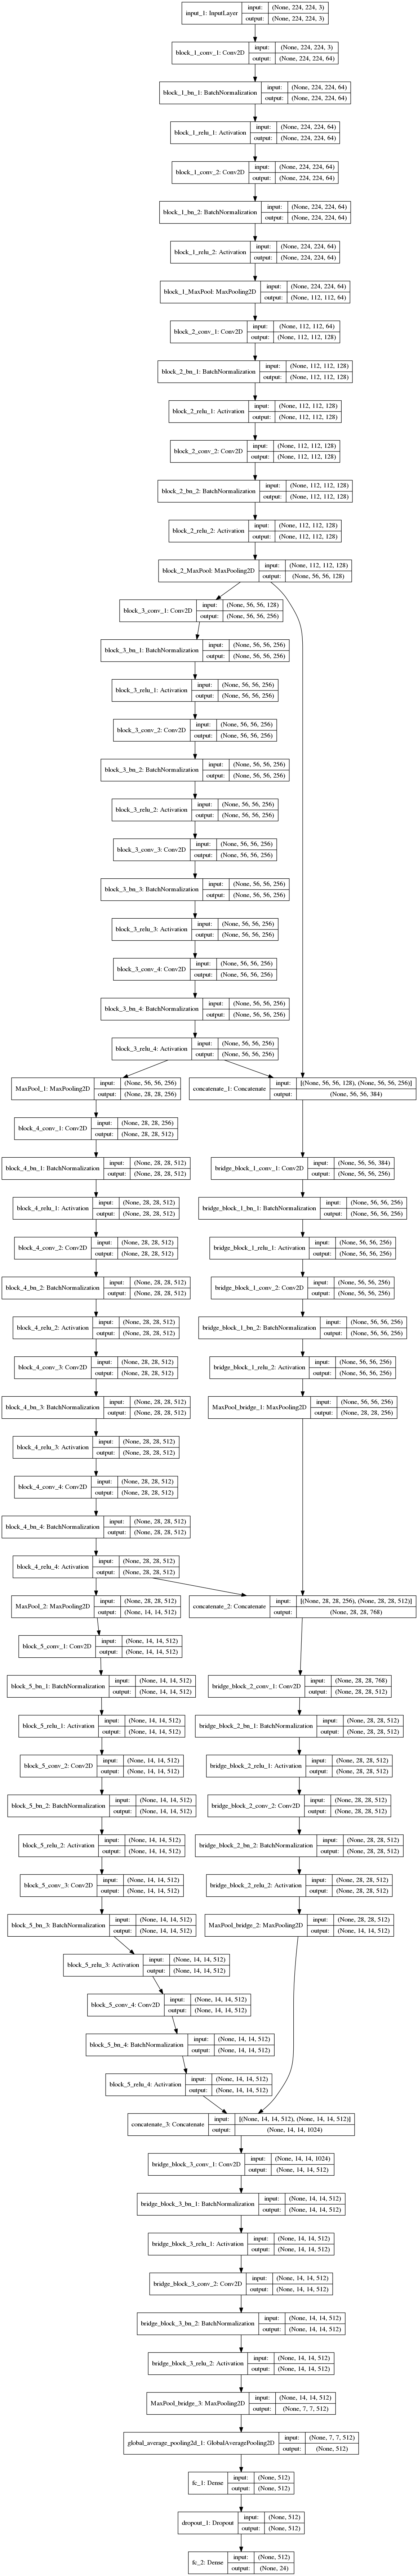 input_1: InputLayer
input: (None, 224, 224, 3)
output: (None, 224, 224, 3)
block_1_conv_1: Conv2D
input: (None, 224, 224, 3)
output: (None, 224, 224, 64)
block_1_bn_1: BatchNormalization
input: (None, 224, 224, 64)
output: (None, 224, 224, 64)
block_1_relu_1: Activation
input: (None, 224, 224, 64)
output: (None, 224, 224, 64)
block_1_conv_2: Conv2D
input: (None, 224, 224, 64)
output: (None, 224, 224, 64)
block_1_bn_2: BatchNormalization
input: (None, 224, 224, 64)
output: (None, 224, 224, 64)
block_1_relu_2: Activation
input: (None, 224, 224, 64)
output: (None, 224, 224, 64)
block_1_MaxPool: MaxPooling2D
input: (None, 224, 224, 64)
output: (None, 112, 112, 64)
block_2_conv_1: Conv2D
input: (None, 112, 112, 64)
output: (None, 112, 112, 128)
block_2_bn_1: BatchNormalization
input: (None, 112, 112, 128)
output: (None, 112, 112, 128)
block_2_relu_1: Activation
input: (None, 112, 112, 128)
output: (None, 112, 112, 128)
block_2_conv_2: Conv2D
input: (None, 112, 112, 128)
output: (None, 112, 112, 128)
block_2_bn_2: BatchNormalization
input: (None, 112, 112, 128)
output: (None, 112, 112, 128)
block_2_relu_2: Activation
input: (None, 112, 112, 128)
output: (None, 112, 112, 128)
block_2_MaxPool: MaxPooling2D
input: (None, 112, 112, 128)
output: (None, 56, 56, 128)
block_3_conv_1: Conv2D
input: (None, 56, 56, 128)
output: (None, 56, 56, 256)
block_3_bn_1: BatchNormalization
input: (None, 56, 56, 256)
output: (None, 56, 56, 256)
block_3_relu_1: Activation
input: (None, 56, 56, 256)
output: (None, 56, 56, 256)
block_3_conv_2: Conv2D
input: (None, 56, 56, 256)
output: (None, 56, 56, 256)
block_3_bn_2: BatchNormalization
input: (None, 56, 56, 256)
output: (None, 56, 56, 256)
block_3_relu_2: Activation
input: (None, 56, 56, 256)
output: (None, 56, 56, 256)
block_3_conv_3: Conv2D
input: (None, 56, 56, 256)
output: (None, 56, 56, 256)
block_3_bn_3: BatchNormalization
input: (None, 56, 56, 256)
output: (None, 56, 56, 256)
block_3_relu_3: Activation
input: (None, 56, 56, 256)
output: (None, 56, 56, 256)
block_3_conv_4: Conv2D
input: (None, 56, 56, 256)
output: (None, 56, 56, 256)
block_3_bn_4: BatchNormalization
input: (None, 56, 56, 256)
output: (None, 56, 56, 256)
block_3_relu_4: Activation
input: (None, 56, 56, 256)
output: (None, 56, 56, 256)
MaxPool_1: MaxPooling2D
input: (None, 56, 56, 256)
output: (None, 28, 28, 256)
concatenate_1: Concatenate
input: [(None, 56, 56, 128), (None, 56, 56, 256)]
output: (None, 56, 56, 384)
block_4_conv_1: Conv2D
input: (None, 28, 28, 256)
output: (None, 28, 28, 512)
block_4_bn_1: BatchNormalization
input: (None, 28, 28, 512)
output: (None, 28, 28, 512)
bridge_block_1_conv_1: Conv2D
input: (None, 56, 56, 384)
output: (None, 56, 56, 256)
block_4_relu_1: Activation
input: (None, 28, 28, 512)
output: (None, 28, 28, 512)
bridge_block_1_bn_1: BatchNormalization
input: (None, 56, 56, 256)
output: (None, 56, 56, 256)
block_4_conv_2: Conv2D
input: (None, 28, 28, 512)
output: (None, 28, 28, 512)
bridge_block_1_relu_1: Activation
input: (None, 56, 56, 256)
output: (None, 56, 56, 256)
block_4_bn_2: BatchNormalization
input: (None, 28, 28, 512)
output: (None, 28, 28, 512)
bridge_block_1_conv_2: Conv2D
input: (None, 56, 56, 256)
output: (None, 56, 56, 256)
block_4_relu_2: Activation
input: (None, 28, 28, 512)
output: (None, 28, 28, 512)
bridge_block_1_bn_2: BatchNormalization
input: (None, 56, 56, 256)
output: (None, 56, 56, 256)
block_4_conv_3: Conv2D
input: (None, 28, 28, 512)
output: (None, 28, 28, 512)
bridge_block_1_relu_2: Activation
input: (None, 56, 56, 256)
output: (None, 56, 56, 256)
block_4_bn_3: BatchNormalization
input: (None, 28, 28, 512)
output: (None, 28, 28, 512)
MaxPool_bridge_1: MaxPooling2D
input: (None, 56, 56, 256)
output: (None, 28, 28, 256)
block_4_relu_3: Activation
input: (None, 28, 28, 512)
output: (None, 28, 28, 512)
block_4_conv_4: Conv2D
input: (None, 28, 28, 512)
output: (None, 28, 28, 512)
block_4_bn_4: BatchNormalization
input: (None, 28, 28, 512)
output: (None, 28, 28, 512)
block_4_relu_4: Activation
input: (None, 28, 28, 512)
output: (None, 28, 28, 512)
MaxPool_2: MaxPooling2D
input: (None, 28, 28, 512)
output: (None, 14, 14, 512)
concatenate_2: Concatenate
input: [(None, 28, 28, 256), (None, 28, 28, 512)]
output: (None, 28, 28, 768)
block_5_conv_1: Conv2D
input: (None, 14, 14, 512)
output: (None, 14, 14, 512)
block_5_bn_1: BatchNormalization
input: (None, 14, 14, 512)
output: (None, 14, 14, 512)
bridge_block_2_conv_1: Conv2D
input: (None, 28, 28, 768)
output: (None, 28, 28, 512)
block_5_relu_1: Activation
input: (None, 14, 14, 512)
output: (None, 14, 14, 512)
bridge_block_2_bn_1: BatchNormalization
input: (None, 28, 28, 512)
output: (None, 28, 28, 512)
block_5_conv_2: Conv2D
input: (None, 14, 14, 512)
output: (None, 14, 14, 512)
bridge_block_2_relu_1: Activation
input: (None, 28, 28, 512)
output: (None, 28, 28, 512)
block_5_bn_2: BatchNormalization
input: (None, 14, 14, 512)
output: (None, 14, 14, 512)
bridge_block_2_conv_2: Conv2D
input: (None, 28, 28, 512)
output: (None, 28, 28, 512)
block_5_relu_2: Activation
input: (None, 14, 14, 512)
output: (None, 14, 14, 512)
bridge_block_2_bn_2: BatchNormalization
input: (None, 28, 28, 512)
output: (None, 28, 28, 512)
block_5_conv_3: Conv2D
input: (None, 14, 14, 512)
output: (None, 14, 14, 512)
bridge_block_2_relu_2: Activation
input: (None, 28, 28, 512)
output: (None, 28, 28, 512)
block_5_bn_3: BatchNormalization
input: (None, 14, 14, 512)
output: (None, 14, 14, 512)
MaxPool_bridge_2: MaxPooling2D
input: (None, 28, 28, 512)
output: (None, 14, 14, 512)
block_5_relu_3: Activation
input: (None, 14, 14, 512)
output: (None, 14, 14, 512)
block_5_conv_4: Conv2D
input: (None, 14, 14, 512)
output: (None, 14, 14, 512)
block_5_bn_4: BatchNormalization
input: (None, 14, 14, 512)
output: (None, 14, 14, 512)
block_5_relu_4: Activation
input: (None, 14, 14, 512)
output: (None, 14, 14, 512)
concatenate_3: Concatenate
input: [(None, 14, 14, 512), (None, 14, 14, 512)]
output: (None, 14, 14, 1024)
bridge_block_3_conv_1: Conv2D
input: (None, 14, 14, 1024)
output: (None, 14, 14, 512)
bridge_block_3_bn_1: BatchNormalization
input: (None, 14, 14, 512)
output: (None, 14, 14, 512)
bridge_block_3_relu_1: Activation
input: (None, 14, 14, 512)
output: (None, 14, 14, 512)
bridge_block_3_conv_2: Conv2D
input: (None, 14, 14, 512)
output: (None, 14, 14, 512)
bridge_block_3_bn_2: BatchNormalization
input: (None, 14, 14, 512)
output: (None, 14, 14, 512)
bridge_block_3_relu_2: Activation
input: (None, 14, 14, 512)
output: (None, 14, 14, 512)
MaxPool_bridge_3: MaxPooling2D
input: (None, 14, 14, 512)
output: (None, 7, 7, 512)
global_average_pooling2d_1: GlobalAveragePooling2D
input: (None, 7, 7, 512)
output: (None, 512)
fc_1: Dense
input: (None, 512)
output: (None, 512)
dropout_1: Dropout
input: (None, 512)
output: (None, 512)
fc_2: Dense
input: (None, 512)
output: (None, 24)